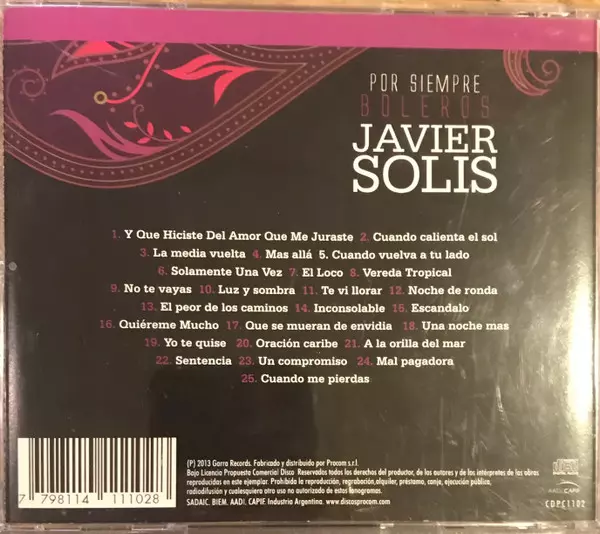 POR SIEMPRE
BOLEROS
JAVIER
SOLIS
1. Y Que Hiciste Del Amor Que Me Juraste 2. Cuando calienta el sol
3. La media vuelta 4. Mas allá 5. Cuando vuelva a tu lado
6. Solamente Una Vez 7. El Loco 8. Vereda Tropical
9. No te vayas 10. Luz y sombra 11. Te vi llorar 12. Noche de ronda
13. El peor de los caminos 14. Inconsolable 15. Escandalo
16. Quiéreme Mucho 17. Que se mueran de envidia 18. Una noche mas
19. Yo te quise 20. Oración caribe 21. A la orilla del mar
22. Sentencia 23. Un compromiso 24. Mal pagadora
25. Cuando me pierdas
(P) 2013 Garra Records. Fabricado y distribuido por Procom s.r.l.
Bajo Licencia Propuesta Comercial Disco Reservados todos los derechos del productor, de los autores y de los intérpretes de las obras
reproducidas en este ejemplar. Prohibida la reproducción, regrabación,alquiler, préstamo, canje, ejecución pública,
radiodifusión y cualesquiera otro uso no autorizado de estos fonogramas.
SADAIC. BIEM. AADI. CAPIF. Industria Argentina. www.discosprocom.com
7 798114 111028
AADI CAPIF
CDPC1102